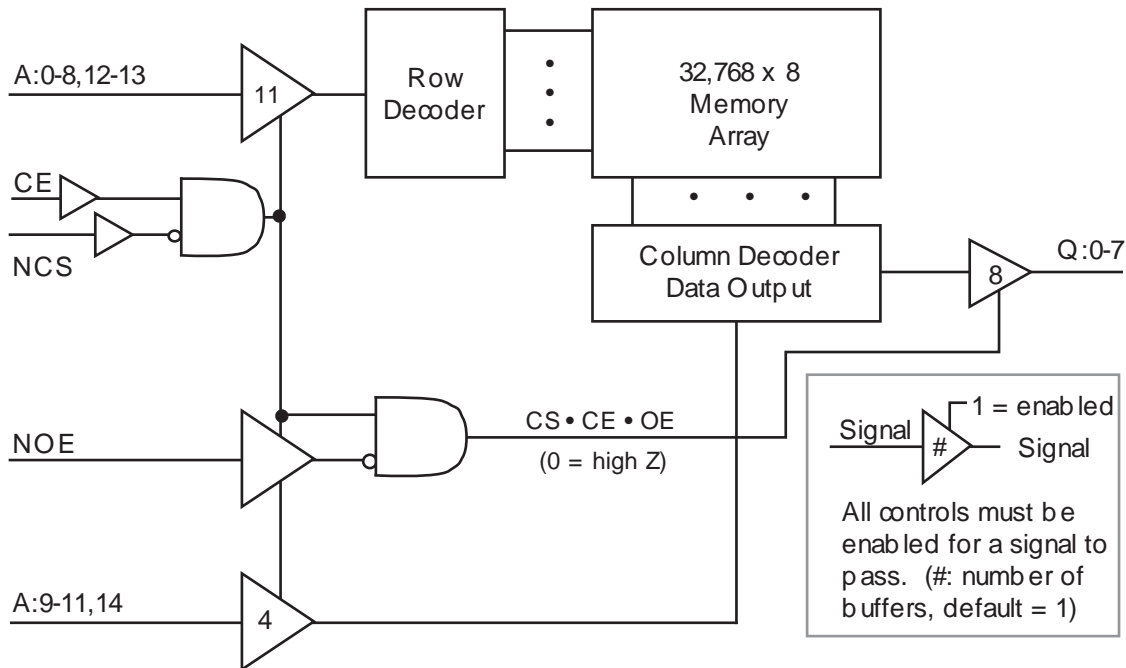 A:0-8,12-13
11
Row
Decoder
•
•
•
32,768 x 8
Memory
Array
CE
NCS
• • •
Column Decoder
Data Output
8
Q:0-7
NOE
CS • CE • OE
(0 = high Z)
A:9-11,14
4
1 = enabled
Signal
#
Signal
All controls must be
enabled for a signal to
pass. (#: number of
buffers, default = 1)